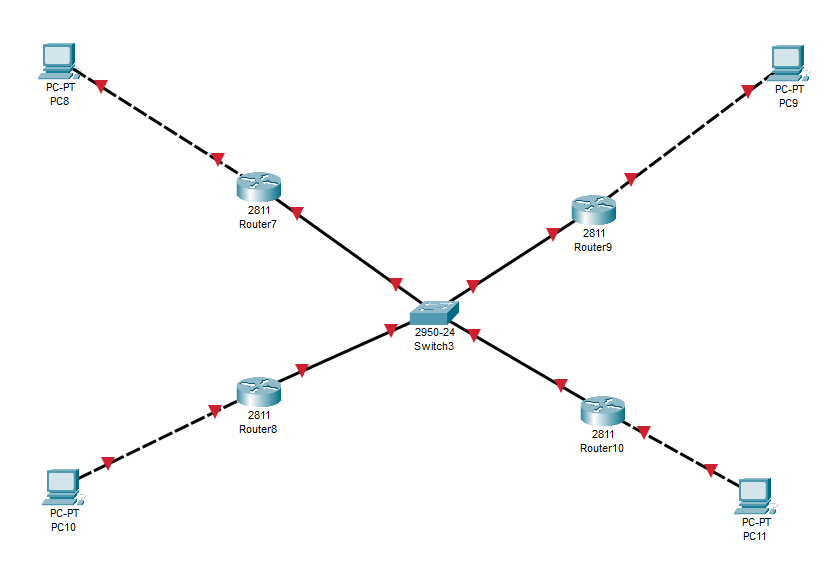 PC-PT
PC8
PC-PT
PC9
2811
Router7
2811
Router9
2950-24
Switch3
2811
Router8
2811
Router10
PC-PT
PC10
PC-PT
PC11